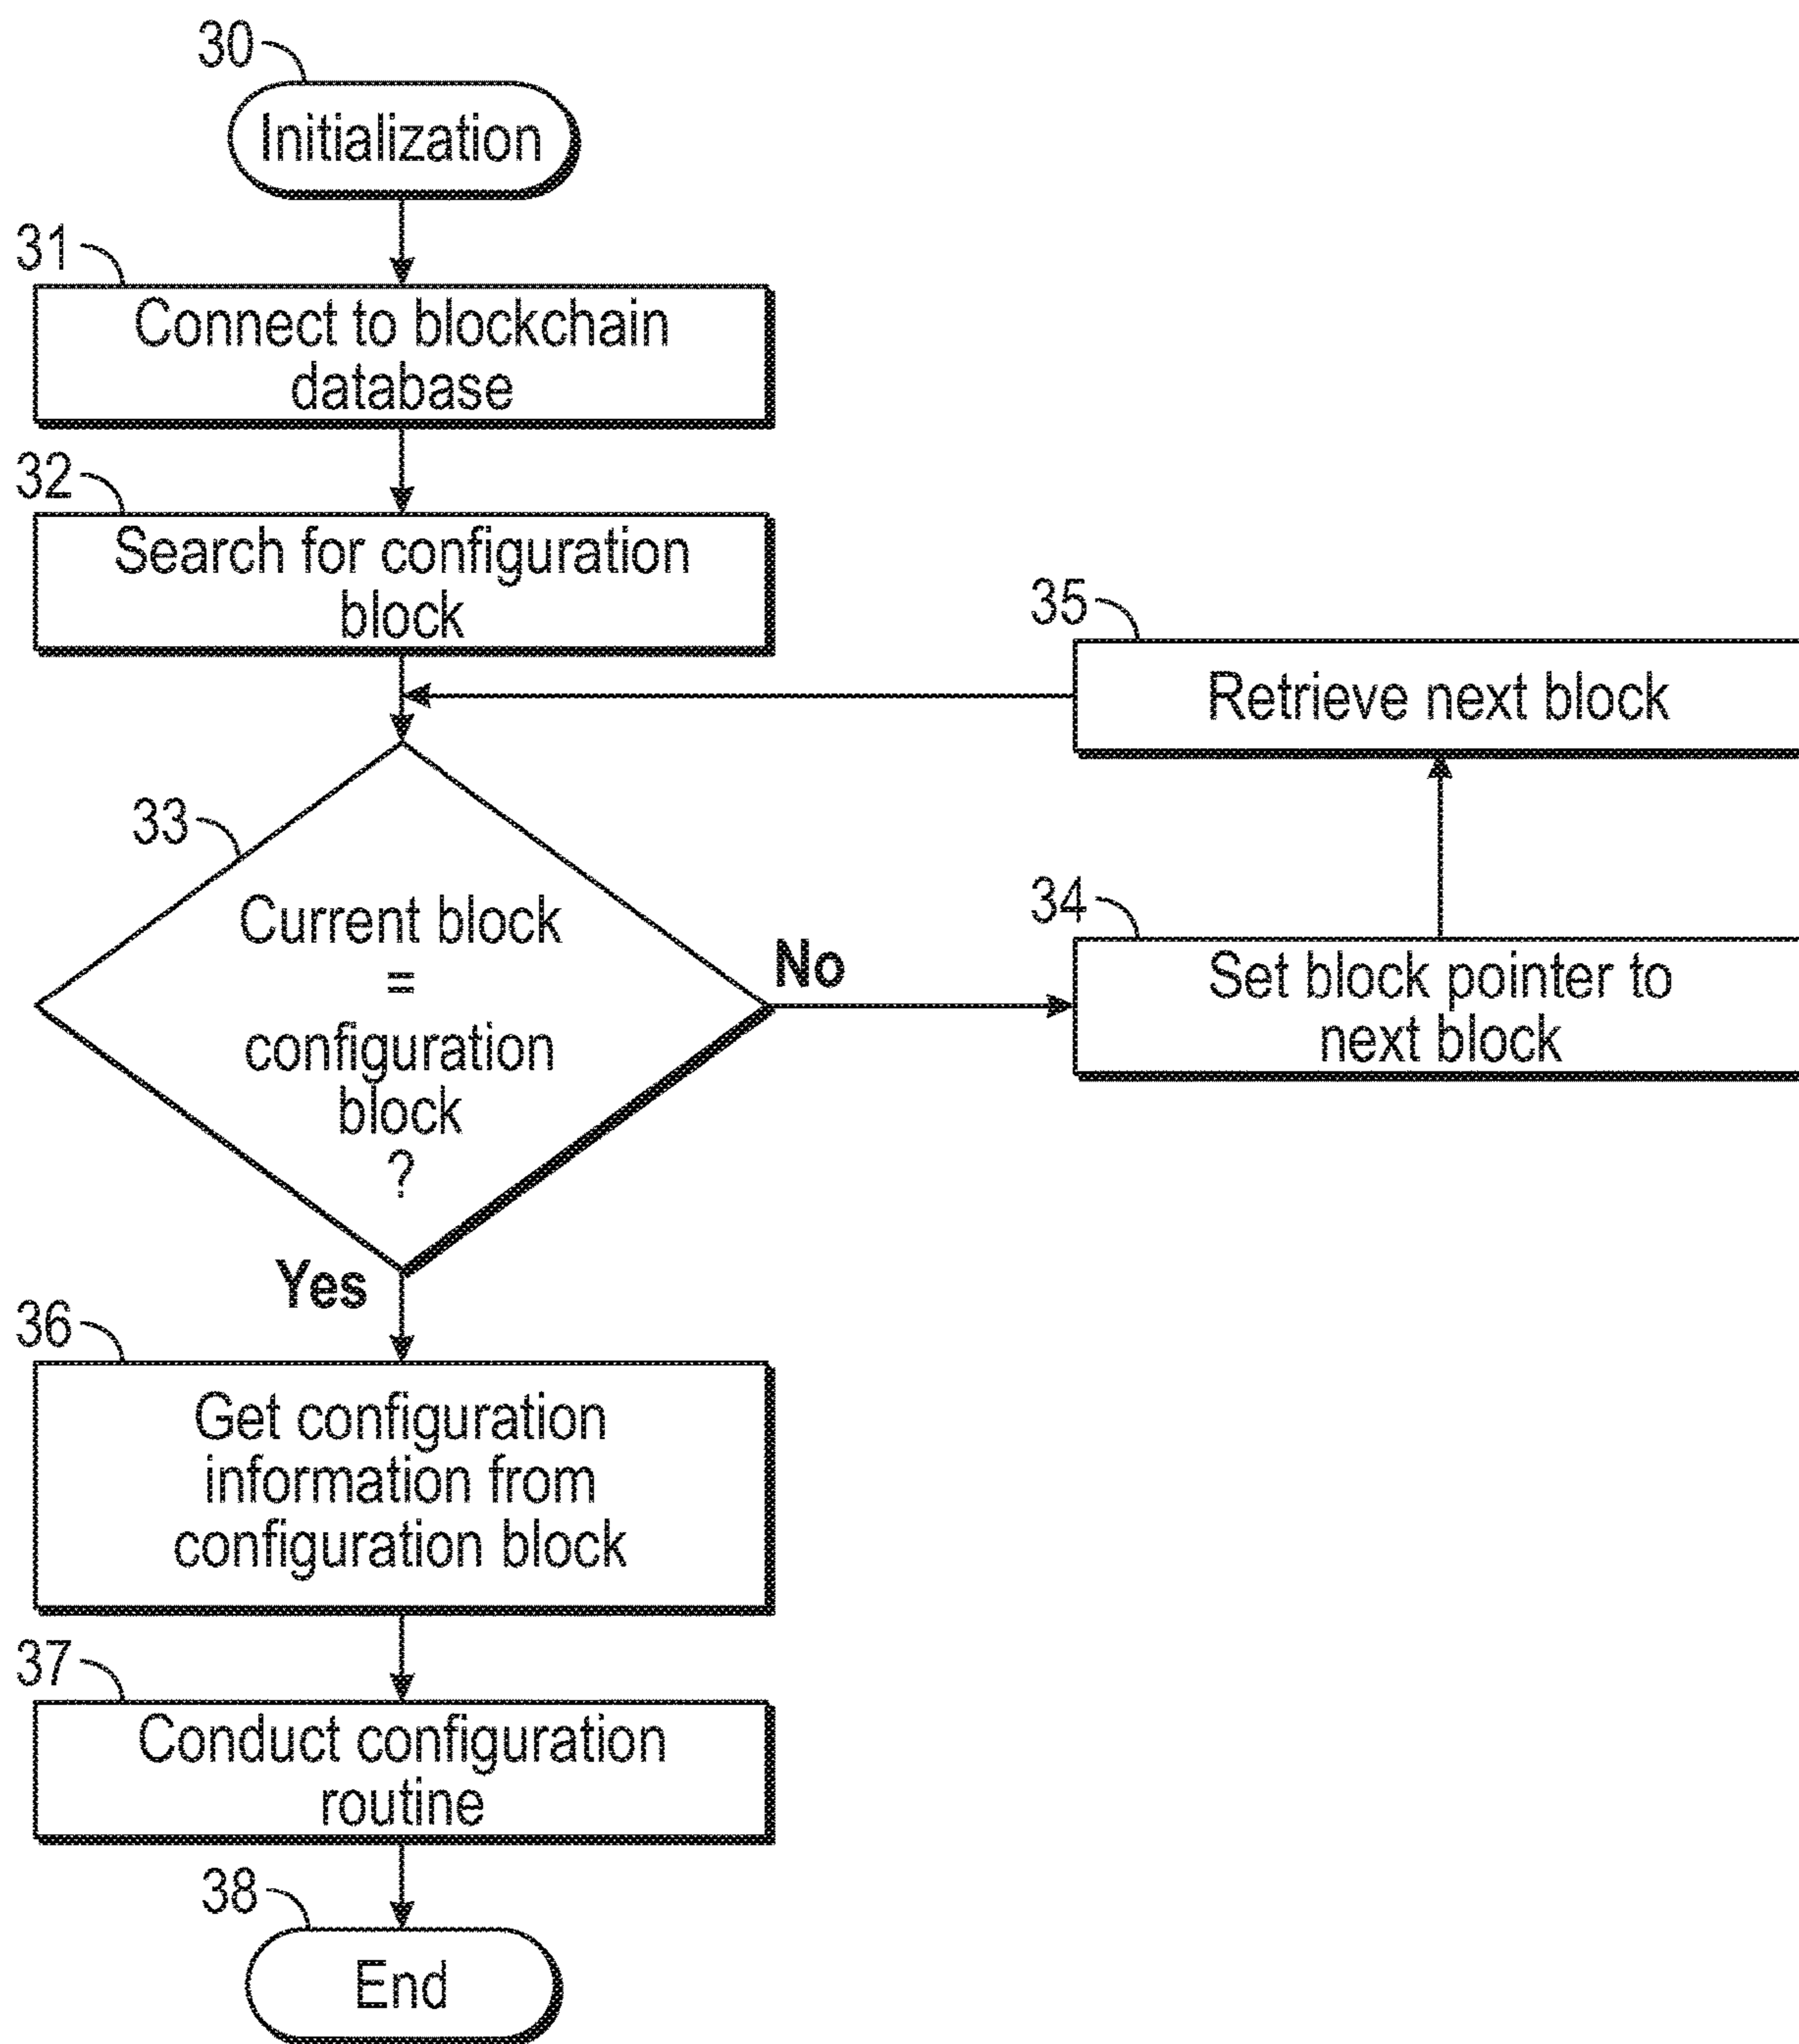 30
Initialization
31
Connect to blockchain
database
32
Search for configuration
block
35
Retrieve next block
33
Current block
=
configuration
block
?
No
34
Set block pointer to
next block
Yes
36
Get configuration
information from
configuration block
37
Conduct configuration
routine
38
End